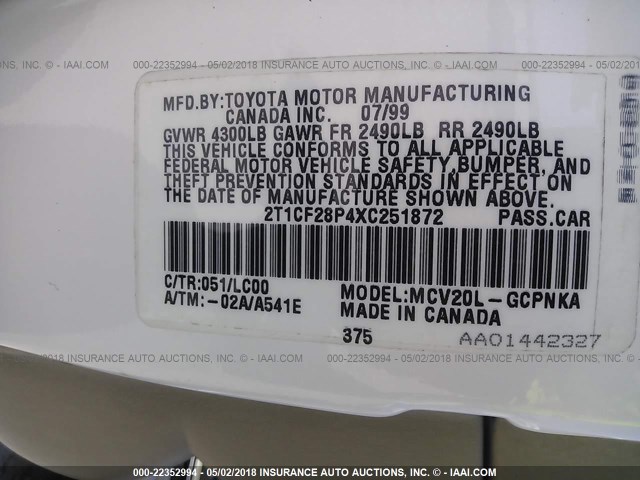 000-22352994 - 05/02/2018 INSURANCE AUTO AUCTIONS, INC. - IAAI.COM
MFD.BY:TOYOTA MOTOR MANUFACTURING
CANADA INC. 07/99
GVWR 4300LB GAWR FR 2490LB RR 2490LB
THIS VEHICLE CONFORMS TO ALL APPLICABLE
FEDERAL MOTOR VEHICLE SAFETY,BUMPER, AND
THEFT PREVENTION STANDARDS IN EFFECT ON
THE DATE OF MANUFACTURE SHOWN ABOVE.
2T1CF28P4XC251872 PASS.CAR
C/TR:051/LC00 MODEL:MCV20L-GCPNKA
A/TM:-02A/A541E MADE IN CANADA
375 AA01442327
000-22352994 - 05/02/2018 INSURANCE AUTO AUCTIONS, INC. - IAAI.COM
000-22352994 - 05/02/2018 INSURANCE AUTO AUCTIONS, INC. - IAAI.COM